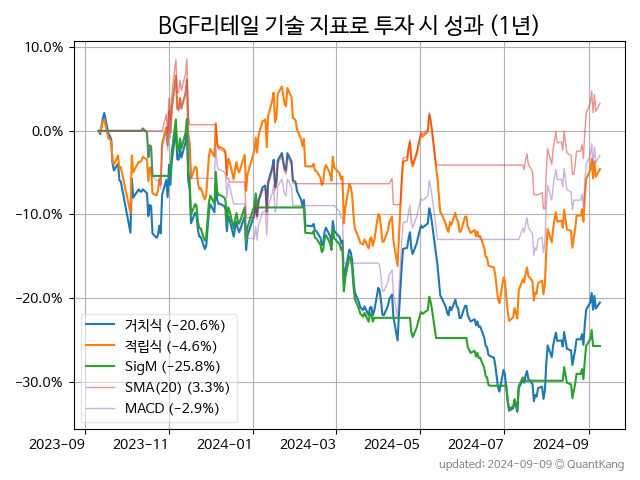 BGF리테일 기술 지표로 투자 시 성과 (1년)
10.0%
0.0%
−10.0%
−20.0%
−30.0%
거치식 (−20.6%)
적립식 (−4.6%)
SigM (−25.8%)
SMA(20) (3.3%)
MACD (−2.9%)
2023-09 2023-11 2024-01 2024-03 2024-05 2024-07 2024-09
updated: 2024-09-09 © QuantKang